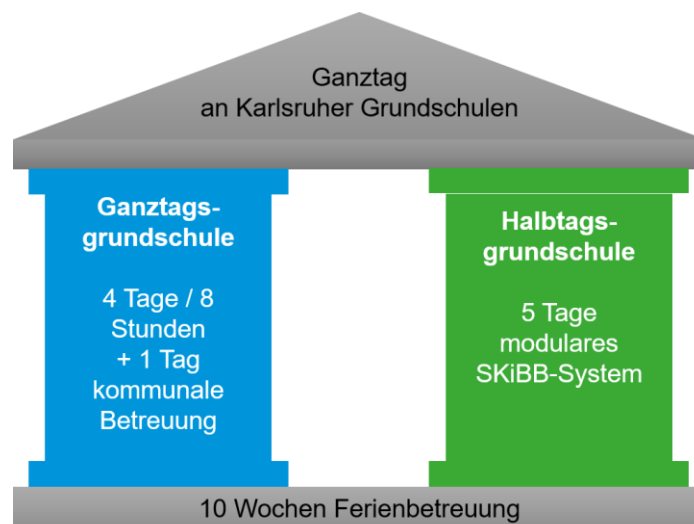 Ganztag
an Karlsruher Grundschulen
Ganztags-
grundschule
4 Tage / 8
Stunden
+ 1 Tag
kommunale
Betreuung
Halbtags-
grundschule
5 Tage
modulares
SKiBB-System
10 Wochen Ferienbetreuung